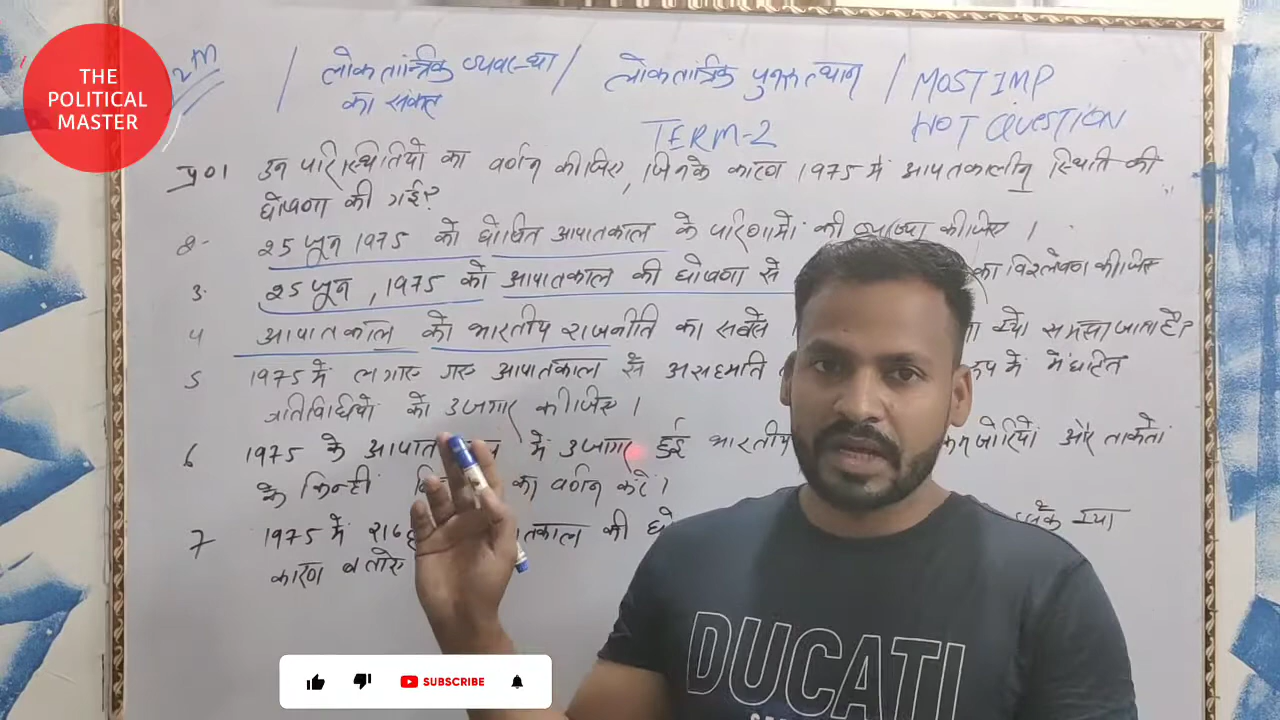 THE
POLITICAL
MASTER
2M / लोकतांत्रिक व्यवस्था / लोकतांत्रिक पुनरुत्थान / MOST IMP
का संकट TERM-2 HOT QUESTION
प्र०1 उन परिस्थितियों का वर्णन कीजिए, जिनके कारण 1975 में आपातकालीन स्थिति की
घोषणा की गई?
2- 25 जून 1975 को घोषित आपातकाल के परिणामों की व्याख्या कीजिए।
3. 25 जून, 1975 को आपातकाल की घोषणा से का विश्लेषण कीजिए
4 आपातकाल को भारतीय राजनीति का सबसे क्यों समझा जाता है?
5 1975 में लगाए गए आपातकाल से असहमति रूप में में घटित
गतिविधियों को उजागर कीजिए।
6 1975 के आपात में उजागर हुई भारतीय कमजोरियों और ताकतों
के किन्हीं का वर्णन करें।
7 1975 में तकाल की क्या
कारण बताए
DUCATI
SUBSCRIBE